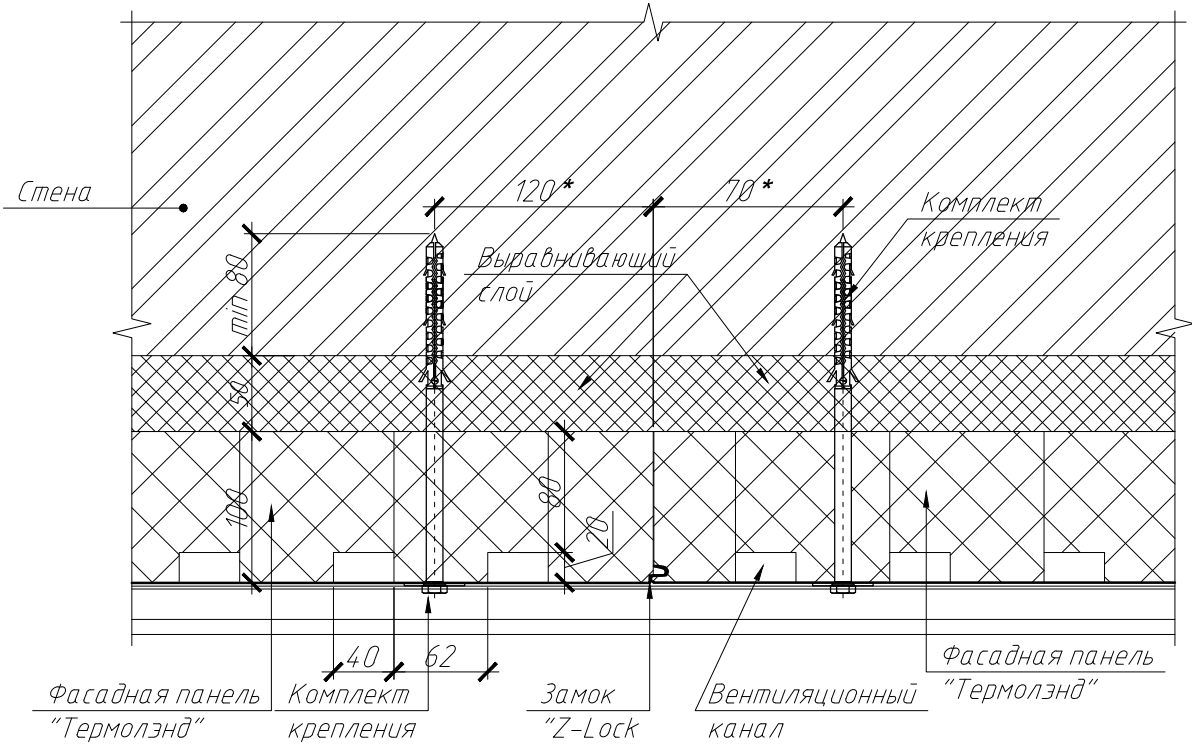 120*
70*
Стена
Комплект
крепления
Выравнивающий
слой
min 80
50
100
80
20
40
62
Фасадная панель
"Термолэнд"
Комплект
крепления
Замок
"Z-Lock
Вентиляционный
канал
Фасадная панель
"Термолэнд"